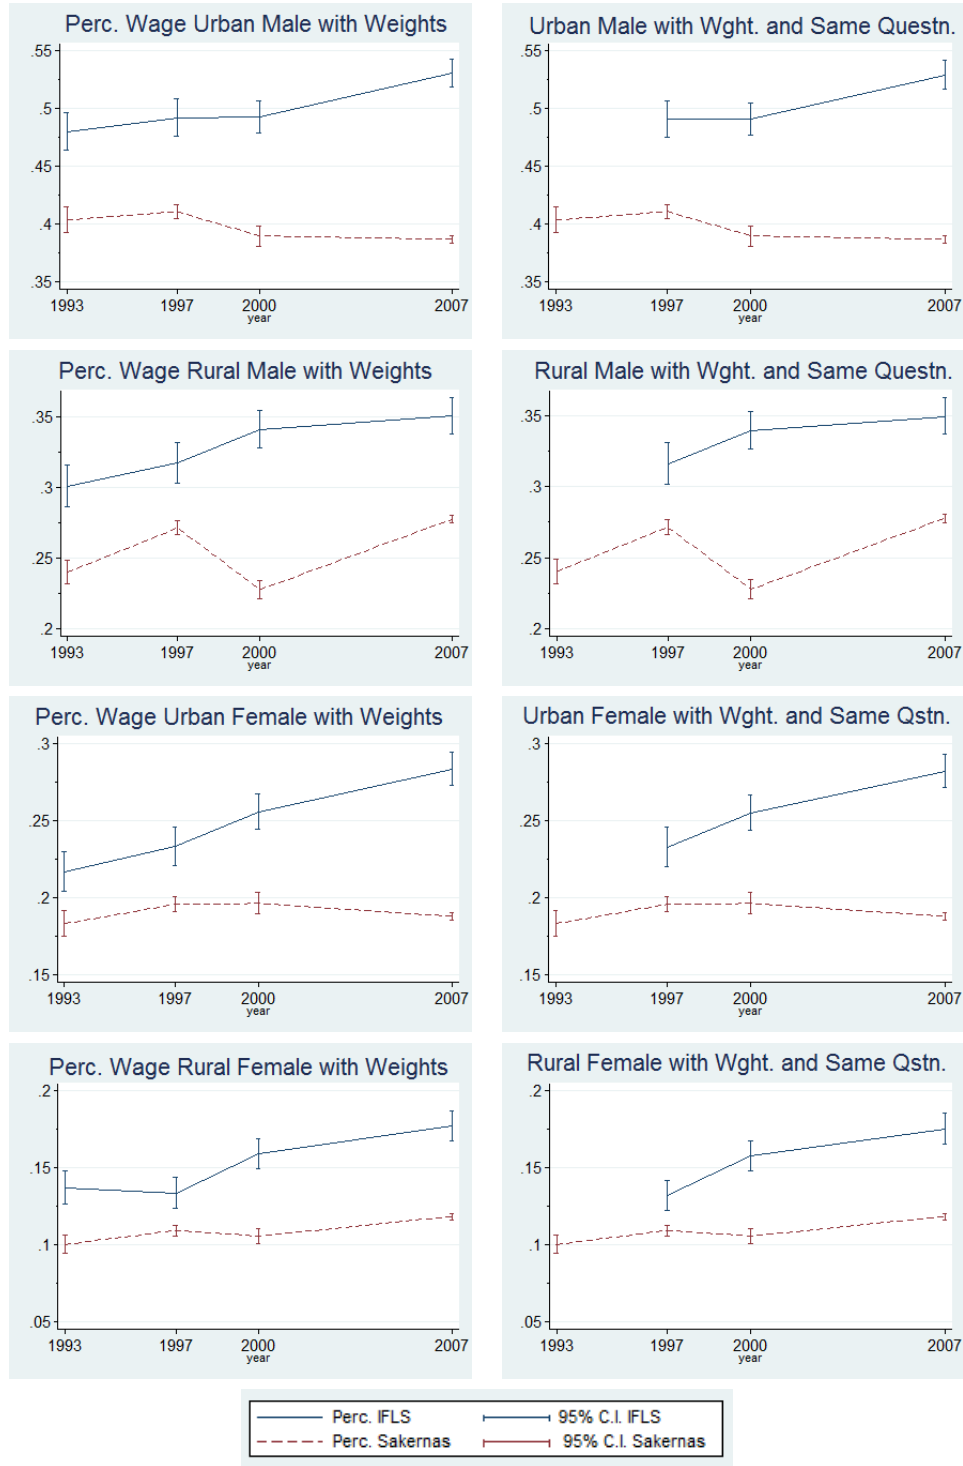 Perc. Wage Urban Male with Weights
.55
.5
.45
.4
.35
1993 1997 2000 2007
year
Urban Male with Wght. and Same Questn.
.55
.5
.45
.4
.35
1993 1997 2000 2007
year
Perc. Wage Rural Male with Weights
.35
.3
.25
.2
1993 1997 2000 2007
year
Rural Male with Wght. and Same Questn.
.35
.3
.25
.2
1993 1997 2000 2007
year
Perc. Wage Urban Female with Weights
.3
.25
.2
.15
1993 1997 2000 2007
year
Urban Female with Wght. and Same Qstn.
.3
.25
.2
.15
1993 1997 2000 2007
year
Perc. Wage Rural Female with Weights
.2
.15
.1
.05
1993 1997 2000 2007
year
Rural Female with Wght. and Same Qstn.
.2
.15
.1
.05
1993 1997 2000 2007
year
Perc. IFLS 95% C.I. IFLS
Perc. Sakernas 95% C.I. Sakernas